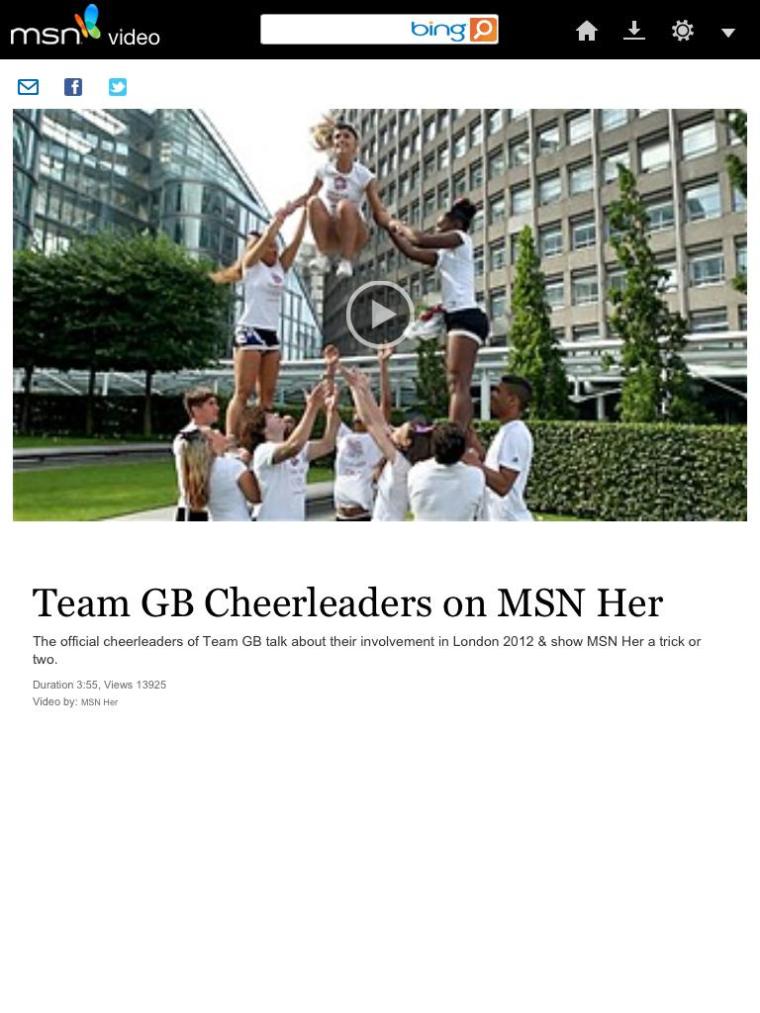 msn video
bing
Team GB Cheerleaders on MSN Her
The official cheerleaders of Team GB talk about their involvement in London 2012 & show MSN Her a trick or
two.
Duration 3:55, Views 13925
Video by: MSN Her